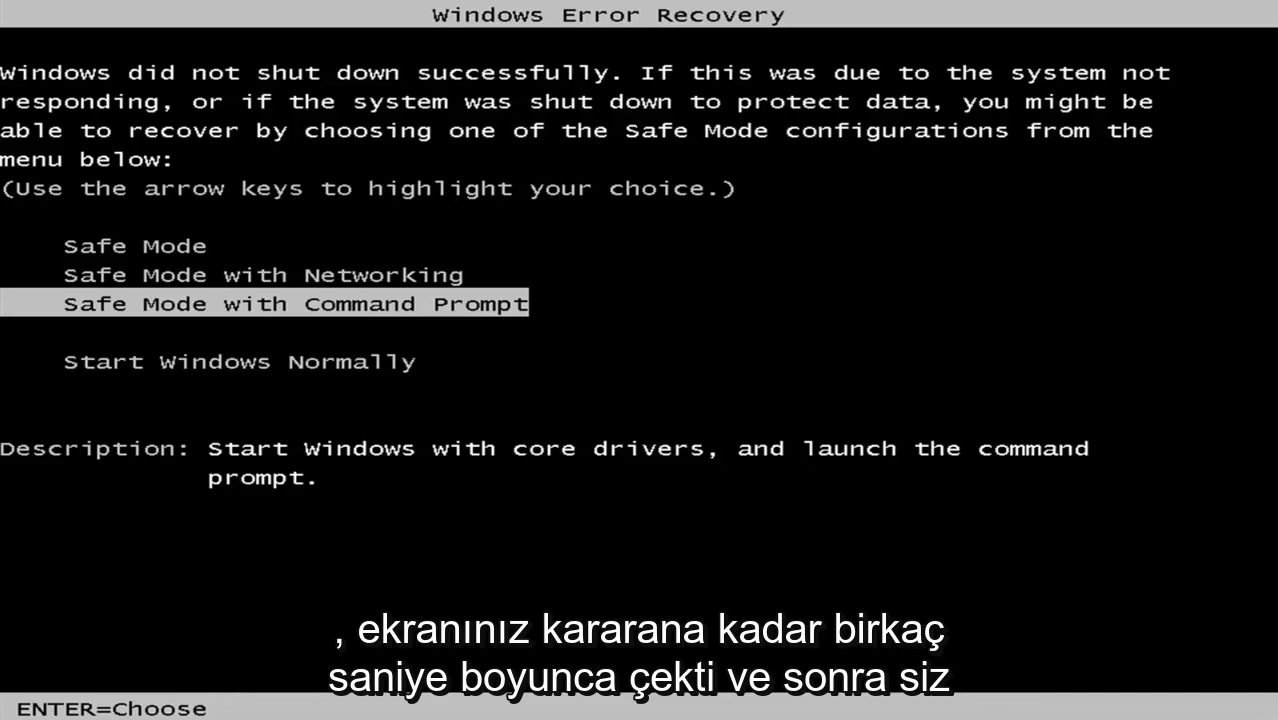 Windows Error Recovery
Windows did not shut down successfully. If this was due to the system not
responding, or if the system was shut down to protect data, you might be
able to recover by choosing one of the Safe Mode configurations from the
menu below:
(Use the arrow keys to highlight your choice.)
Safe Mode
Safe Mode with Networking
Safe Mode with Command Prompt
Start Windows Normally
Description: Start Windows with core drivers, and launch the command
prompt.
, ekranınız kararana kadar birkaç
saniye boyunca çekti ve sonra siz
ENTER=Choose